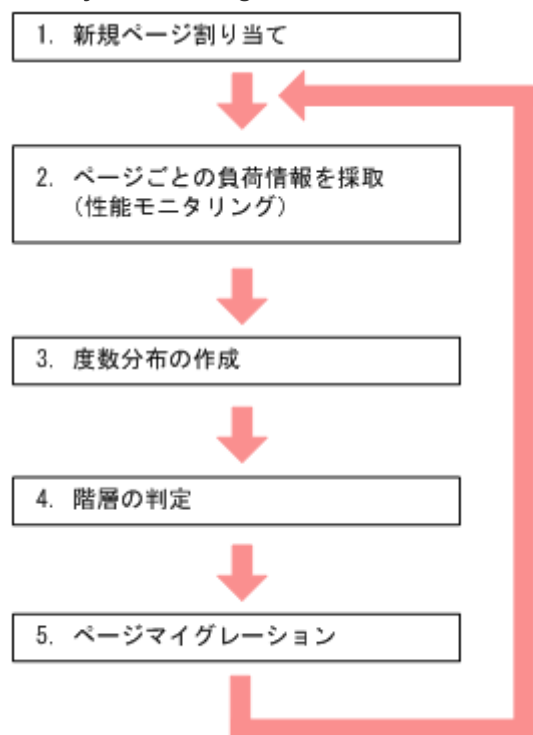 1. 新規ページ割り当て
2. ページごとの負荷情報を採取
(性能モニタリング)
3. 度数分布の作成
4. 階層の判定
5. ページマイグレーション